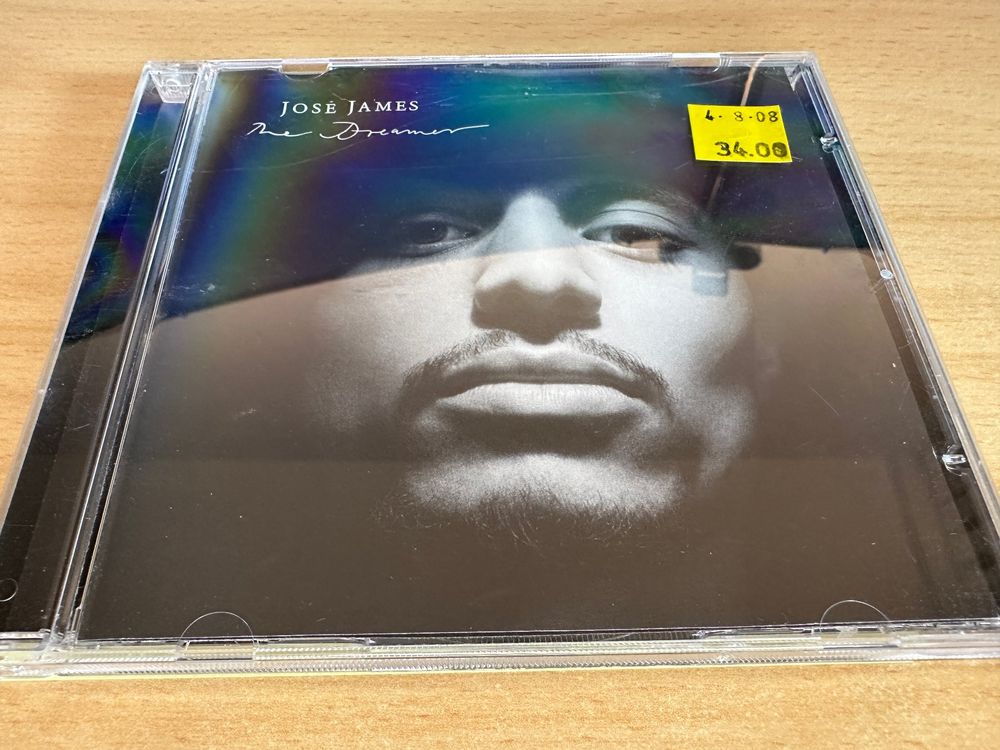 JOSÉ JAMES
The Dreamer
4.8.08
34.00